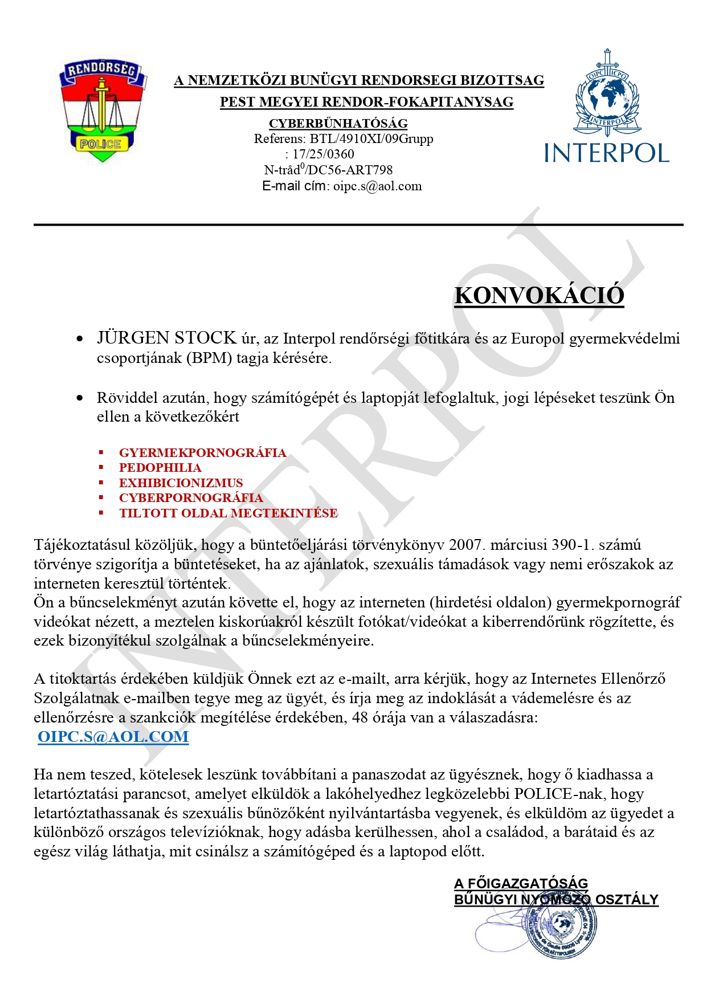 RENDŐRSÉG
POLICE
A NEMZETKÖZI BUNÜGYI RENDORSEGI BIZOTTSAG
PEST MEGYEI RENDOR-FOKAPITANYSAG
CYBERBŰNHATÓSÁG
Referens: BTL/4910XI/09Grupp
: 17/25/0360
N-tråd⁰/DC56-ART798
E-mail cím: oipc.s@aol.com
OIPC ICPO
INTERPOL
INTERPOL
INTERPOL
KONVOKÁCIÓ
• JÜRGEN STOCK úr, az Interpol rendőrségi főtitkára és az Europol gyermekvédelmi
csoportjának (BPM) tagja kérésére.
• Röviddel azután, hogy számítógépét és laptopját lefoglaltuk, jogi lépéseket teszünk Ön
ellen a következőkért
▪ GYERMEKPORNOGRÁFIA
▪ PEDOPHILIA
▪ EXHIBICIONIZMUS
▪ CYBERPORNOGRÁFIA
▪ TILTOTT OLDAL MEGTEKINTÉSE
Tájékoztatásul közöljük, hogy a büntetőeljárási törvénykönyv 2007. márciusi 390-1. számú
törvénye szigorítja a büntetéseket, ha az ajánlatok, szexuális támadások vagy nemi erőszakok az
interneten keresztül történtek.
Ön a bűncselekményt azután követte el, hogy az interneten (hirdetési oldalon) gyermekpornográf
videókat nézett, a meztelen kiskorúakról készült fotókat/videókat a kiberrendőrünk rögzítette, és
ezek bizonyítékul szolgálnak a bűncselekményeire.
A titoktartás érdekében küldjük Önnek ezt az e-mailt, arra kérjük, hogy az Internetes Ellenőrző
Szolgálatnak e-mailben tegye meg az ügyét, és írja meg az indoklását a vádemelésre és az
ellenőrzésre a szankciók megítélése érdekében, 48 órája van a válaszadásra:
OIPC.S@AOL.COM
Ha nem teszed, kötelesek leszünk továbbítani a panaszodat az ügyésznek, hogy ő kiadhassa a
letartóztatási parancsot, amelyet elküldök a lakóhelyedhez legközelebbi POLICE-nak, hogy
letartóztathassanak és szexuális bűnözőként nyilvántartásba vegyenek, és elküldöm az ügyedet a
különböző országos televízióknak, hogy adásba kerülhessen, ahol a családod, a barátaid és az
egész világ láthatja, mit csinálsz a számítógéped és a laptopod előtt.
A FŐIGAZGATÓSÁG
BŰNÜGYI NYOMOZÓ OSZTÁLY
de Gaulle 69006 Lyon
FÖR RÄTTSPOLISEN